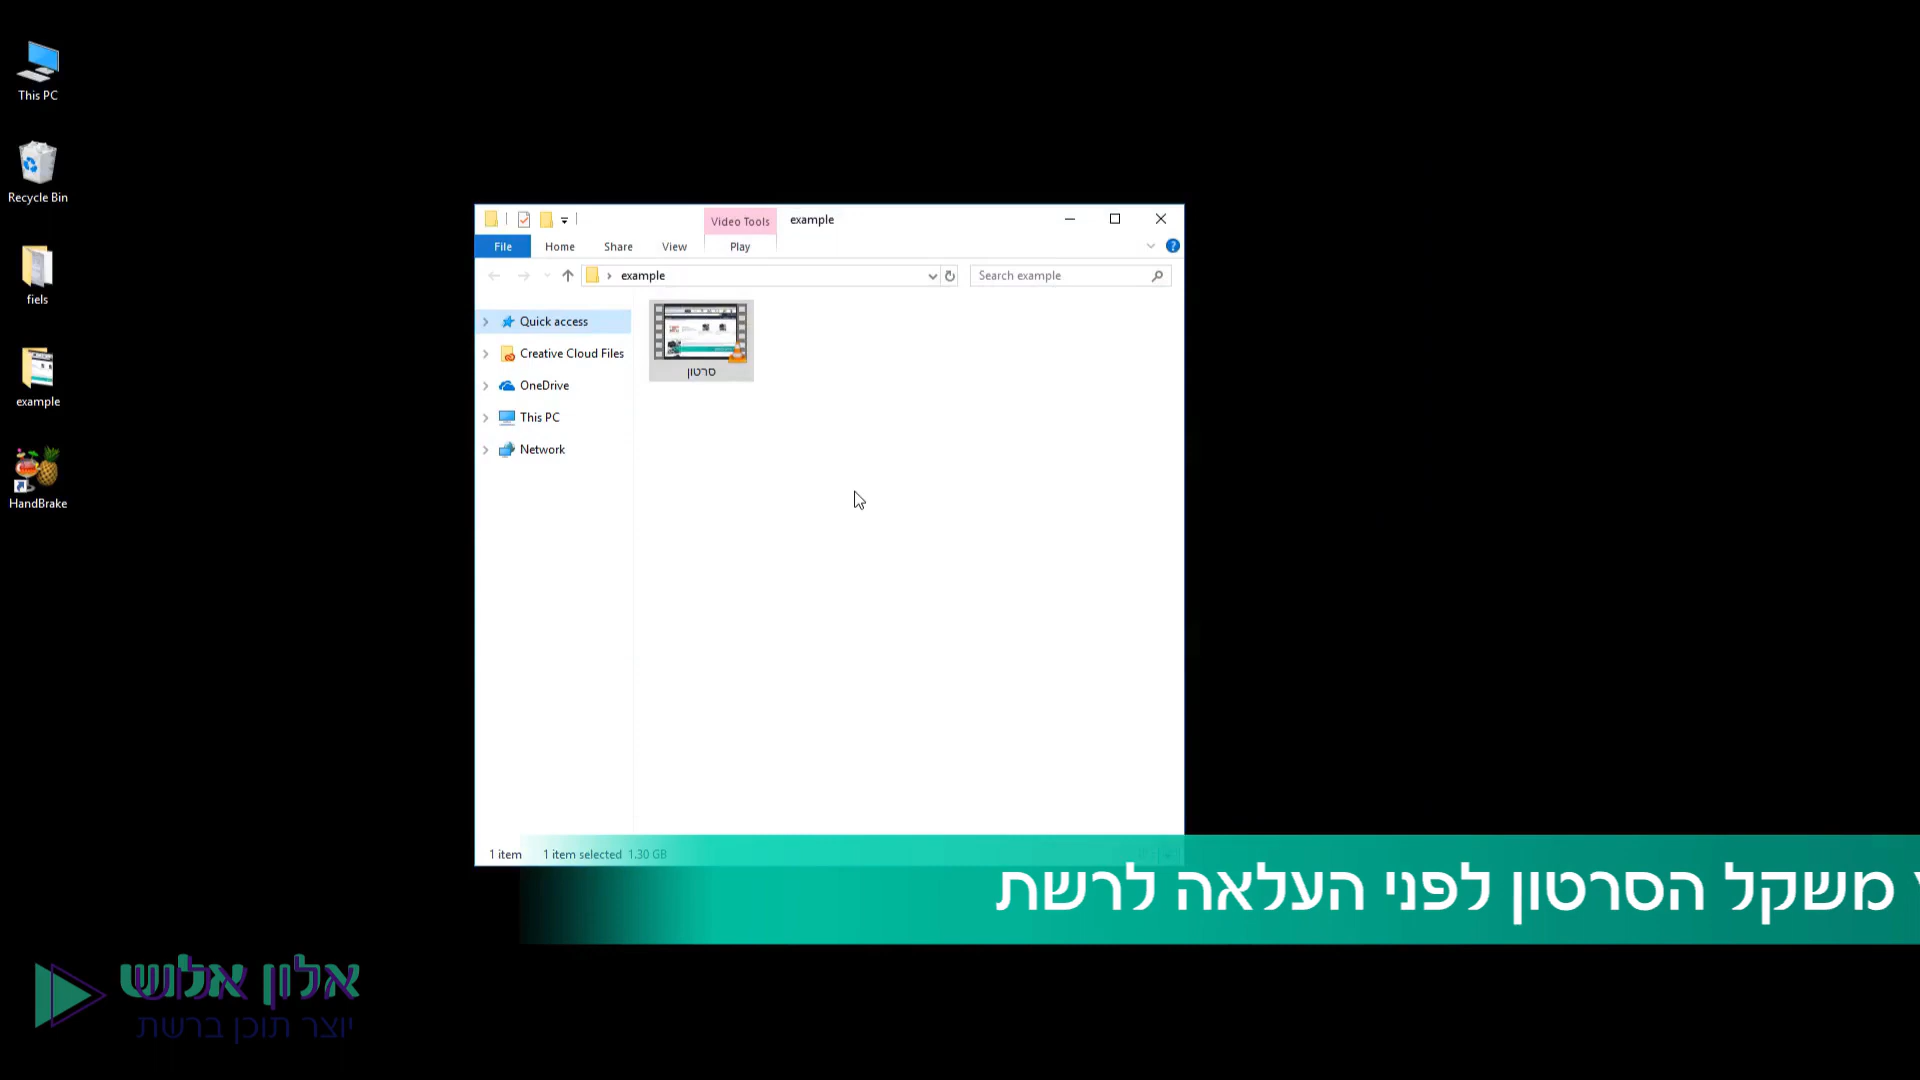 This PC
Recycle Bin
fiels
example
HandBrake
Video Tools
example
File
Home
Share
View
Play
example
Search example
Quick access
Creative Cloud Files
OneDrive
This PC
Network
סרטון
1 item
1 item selected 1.30 GB
משקל הסרטון לפני העלאה לרשת
אלון אלוש
יוצר תוכן ברשת